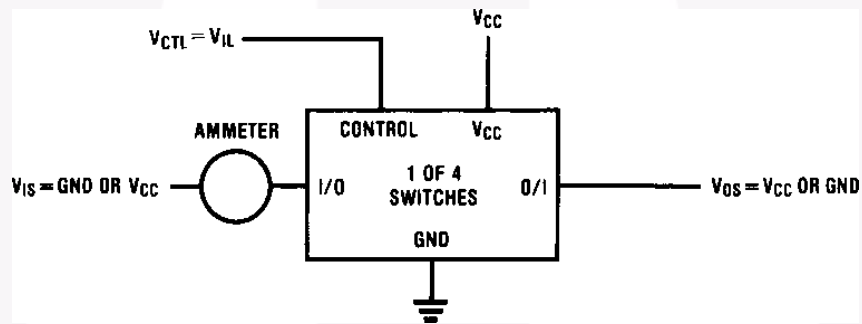 VCC
VCTL = VIL
AMMETER
CONTROL VCC
VIS = GND OR VCC
I/O
1 OF 4
SWITCHES
O/I
VOS = VCC OR GND
GND